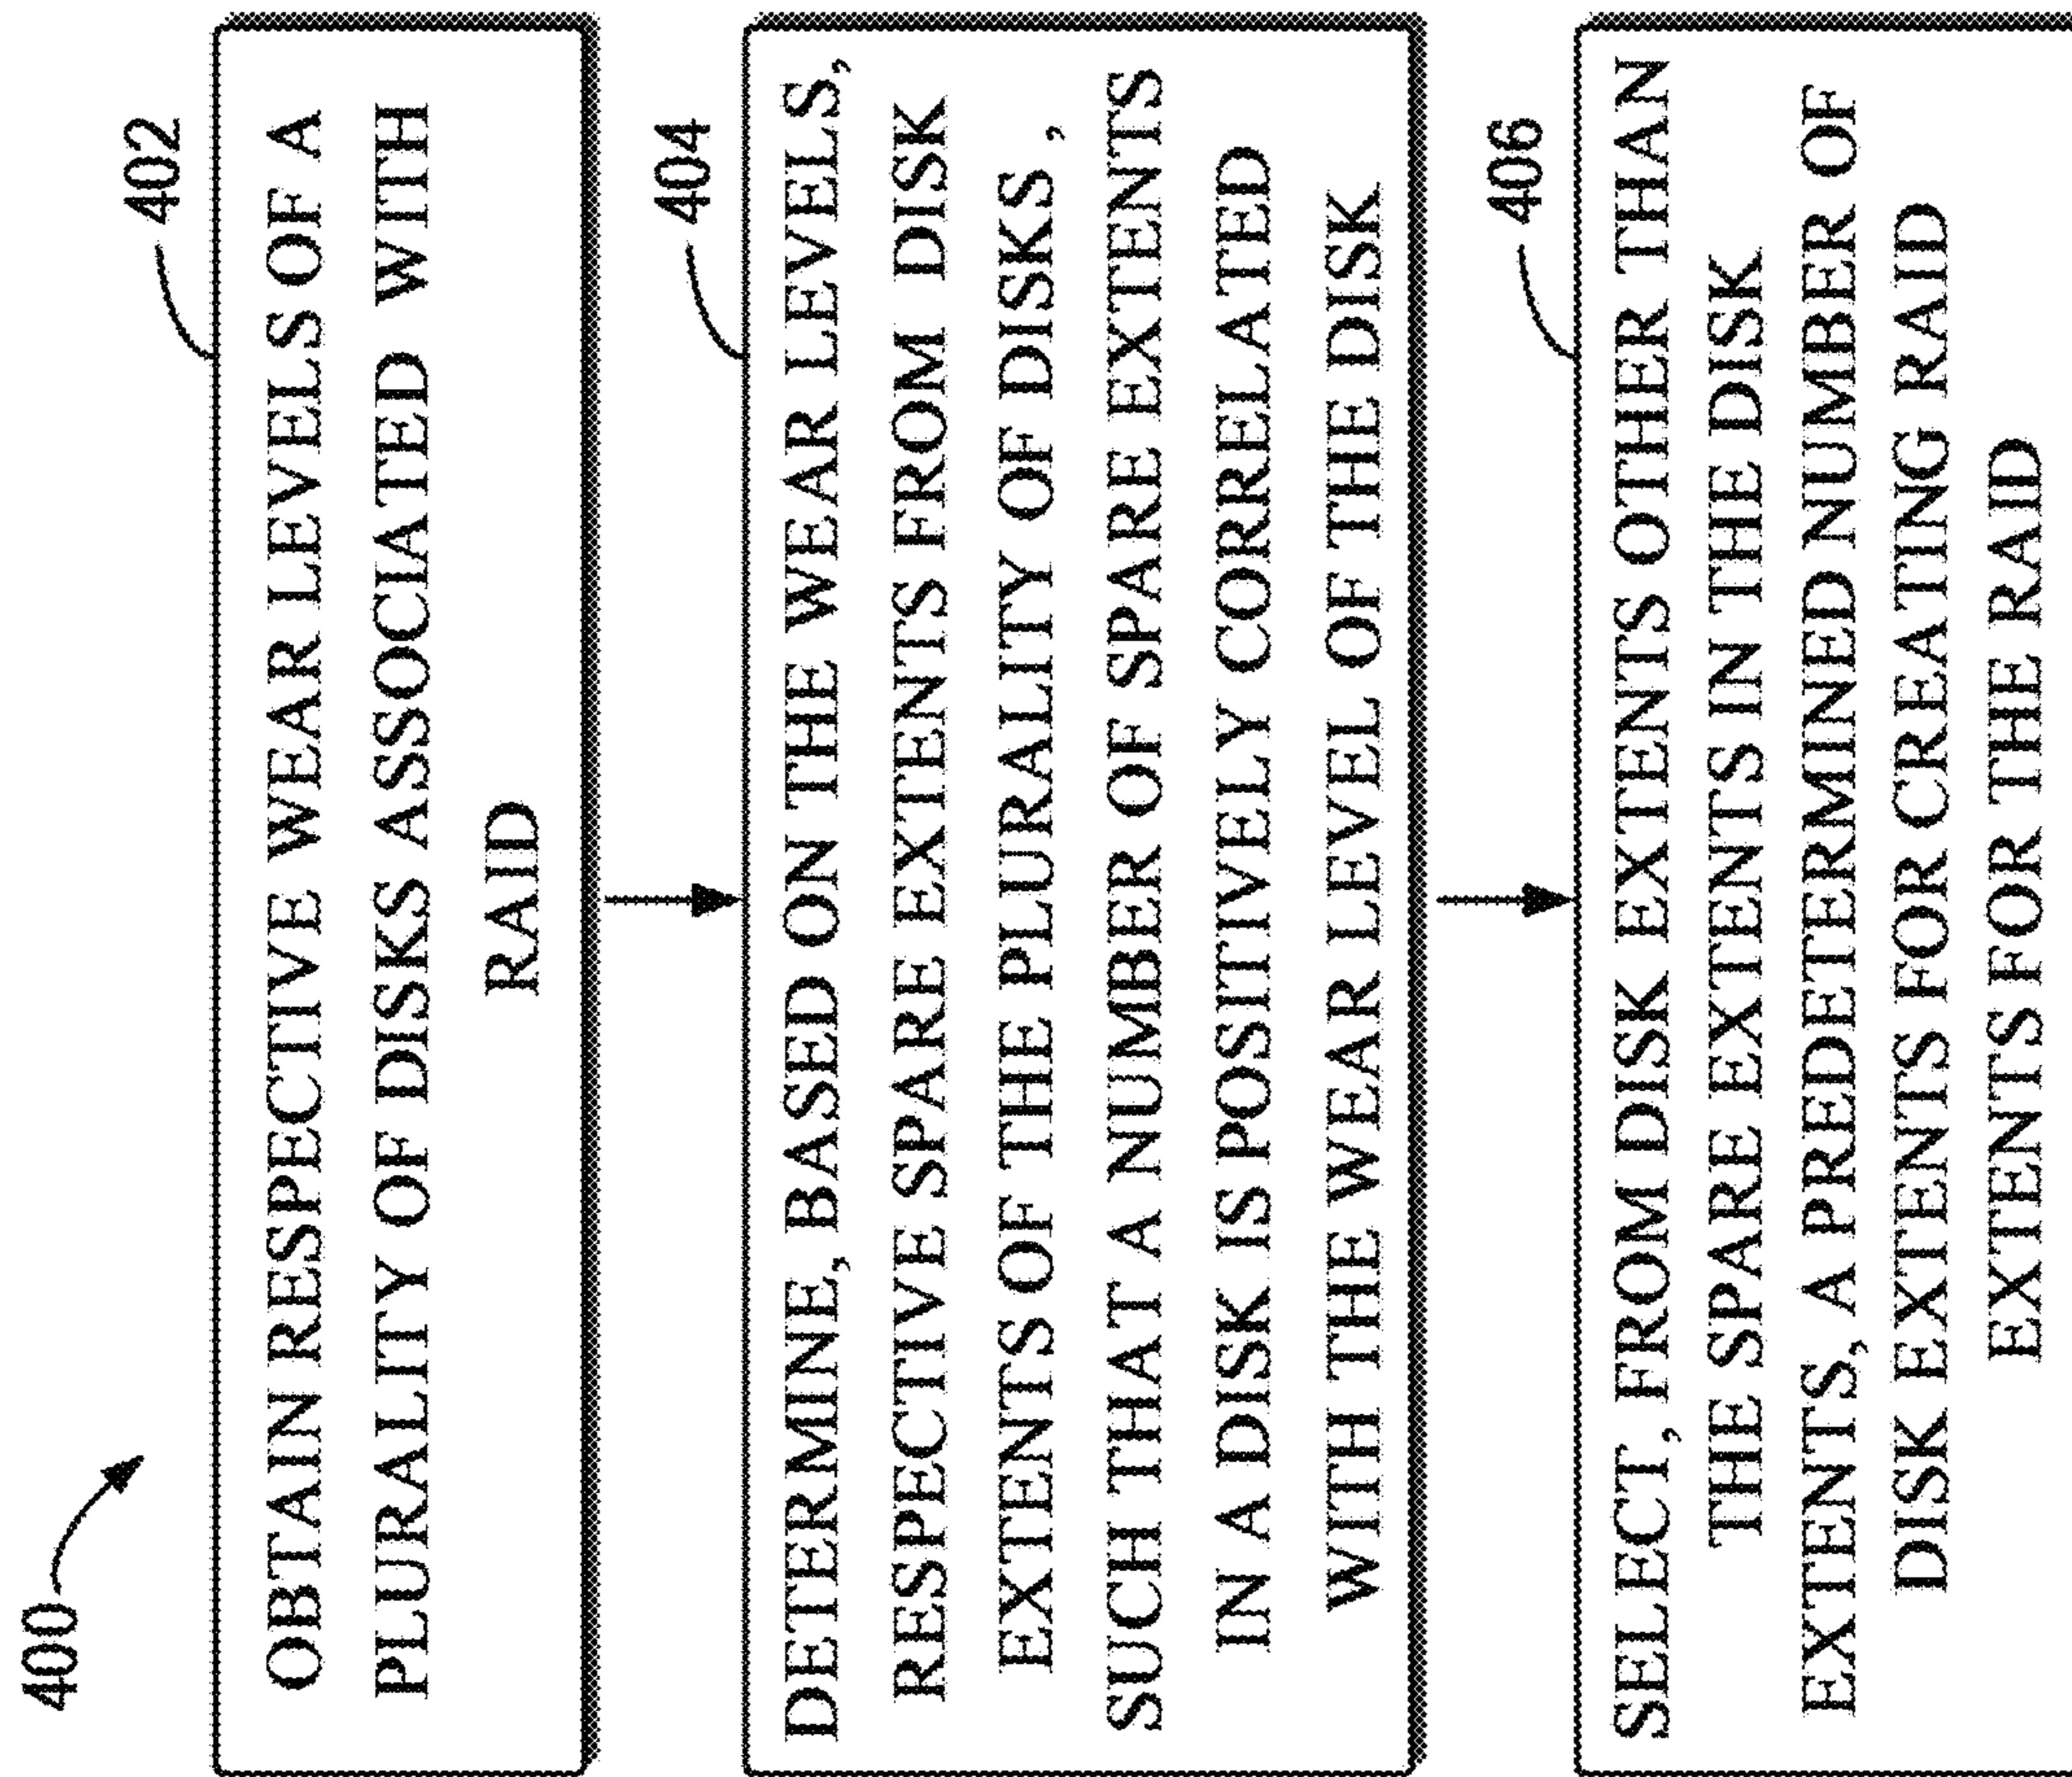 400
402
OBTAIN RESPECTIVE WEAR LEVELS OF A
PLURALITY OF DISKS ASSOCIATED WITH
RAID
404
DETERMINE, BASED ON THE WEAR LEVELS,
RESPECTIVE SPARE EXTENTS FROM DISK
EXTENTS OF THE PLURALITY OF DISKS ,
SUCH THAT A NUMBER OF SPARE EXTENTS
IN A DISK IS POSITIVELY CORRELATED
WITH THE WEAR LEVEL OF THE DISK
406
SELECT, FROM DISK EXTENTS OTHER THAN
THE SPARE EXTENTS IN THE DISK
EXTENTS, A PREDETERMINED NUMBER OF
DISK EXTENTS FOR CREATING RAID
EXTENTS FOR THE RAID